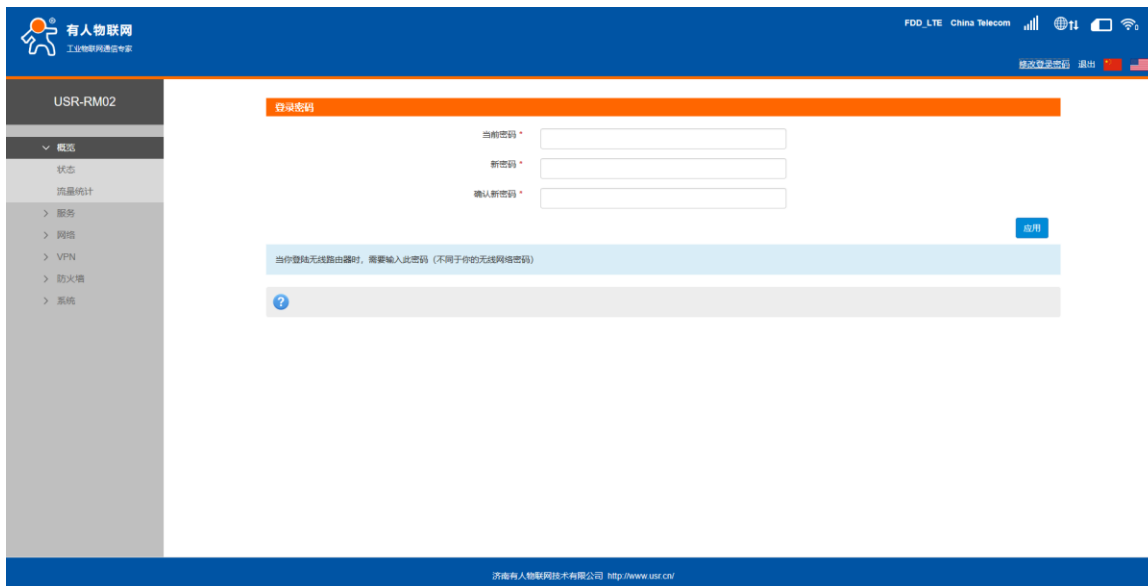 有人物联网
工业物联网通信专家
FDD_LTE China Telecom
修改登录密码 退出
USR-RM02
概览
状态
流量统计
服务
网络
VPN
防火墙
系统
登录密码
当前密码 *
新密码 *
确认新密码 *
应用
当你登陆无线路由器时，需要输入此密码（不同于你的无线网络密码）
济南有人物联网技术有限公司 http://www.usr.cn/